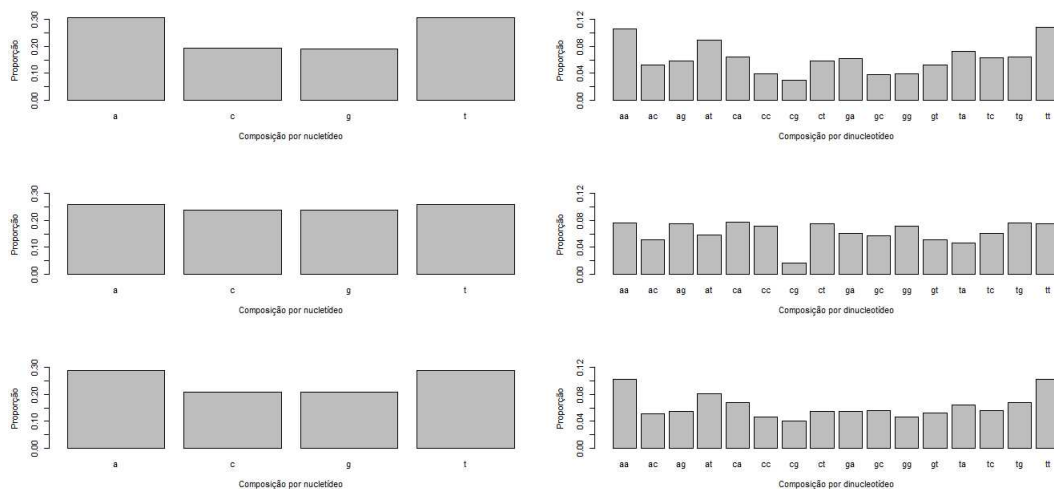 Proporção
0.00 0.10 0.20 0.30
a c g t
Composição por nucletídeo
Proporção
0.00 0.04 0.08 0.12
aa ac ag at ca cc cg ct ga gc gg gt ta tc tg tt
Composição por dinucleotídeo
Proporção
0.00 0.10 0.20 0.30
a c g t
Composição por nucletídeo
Proporção
0.00 0.04 0.08 0.12
aa ac ag at ca cc cg ct ga gc gg gt ta tc tg tt
Composição por dinucleotídeo
Proporção
0.00 0.10 0.20 0.30
a c g t
Composição por nucletídeo
Proporção
0.00 0.04 0.08 0.12
aa ac ag at ca cc cg ct ga gc gg gt ta tc tg tt
Composição por dinucleotídeo